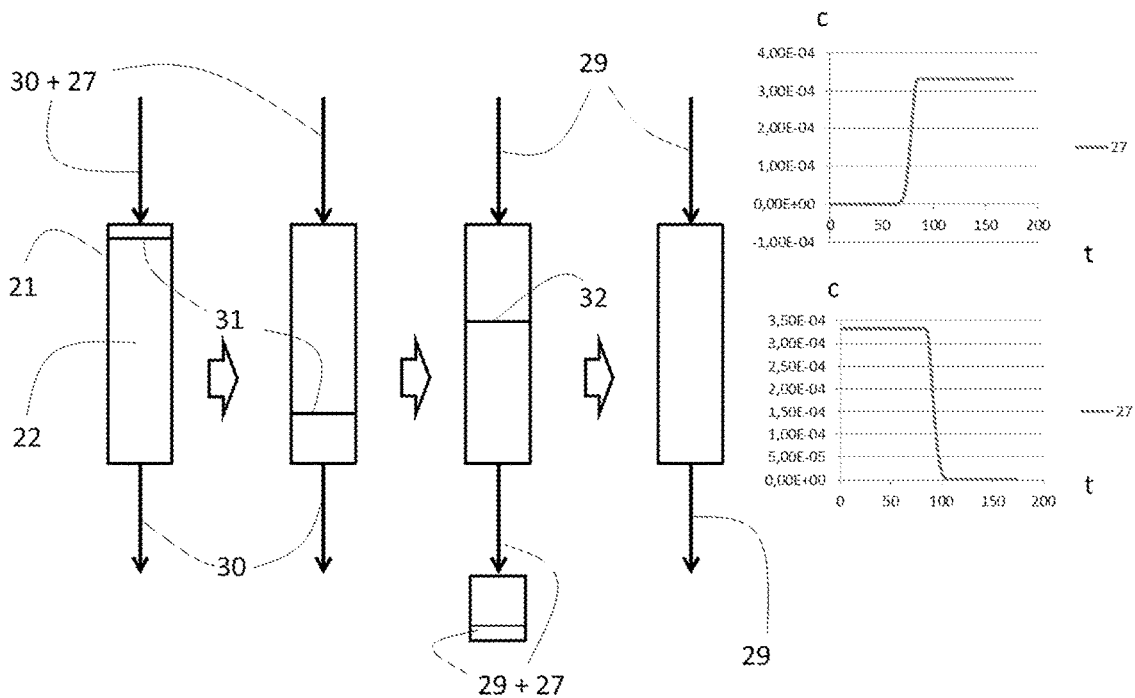 30 + 27
29
21
31
32
22
30
29 + 27
29
c
4,00E-04
3,00E-04
2,00E-04
1,00E-04
0,00E+00
-1,00E-04
0 50 100 150 200
27
t
c
3,50E-04
3,00E-04
2,50E-04
2,00E-04
1,50E-04
1,00E-04
5,00E-05
0,00E+00
0 50 100 150 200
27
t